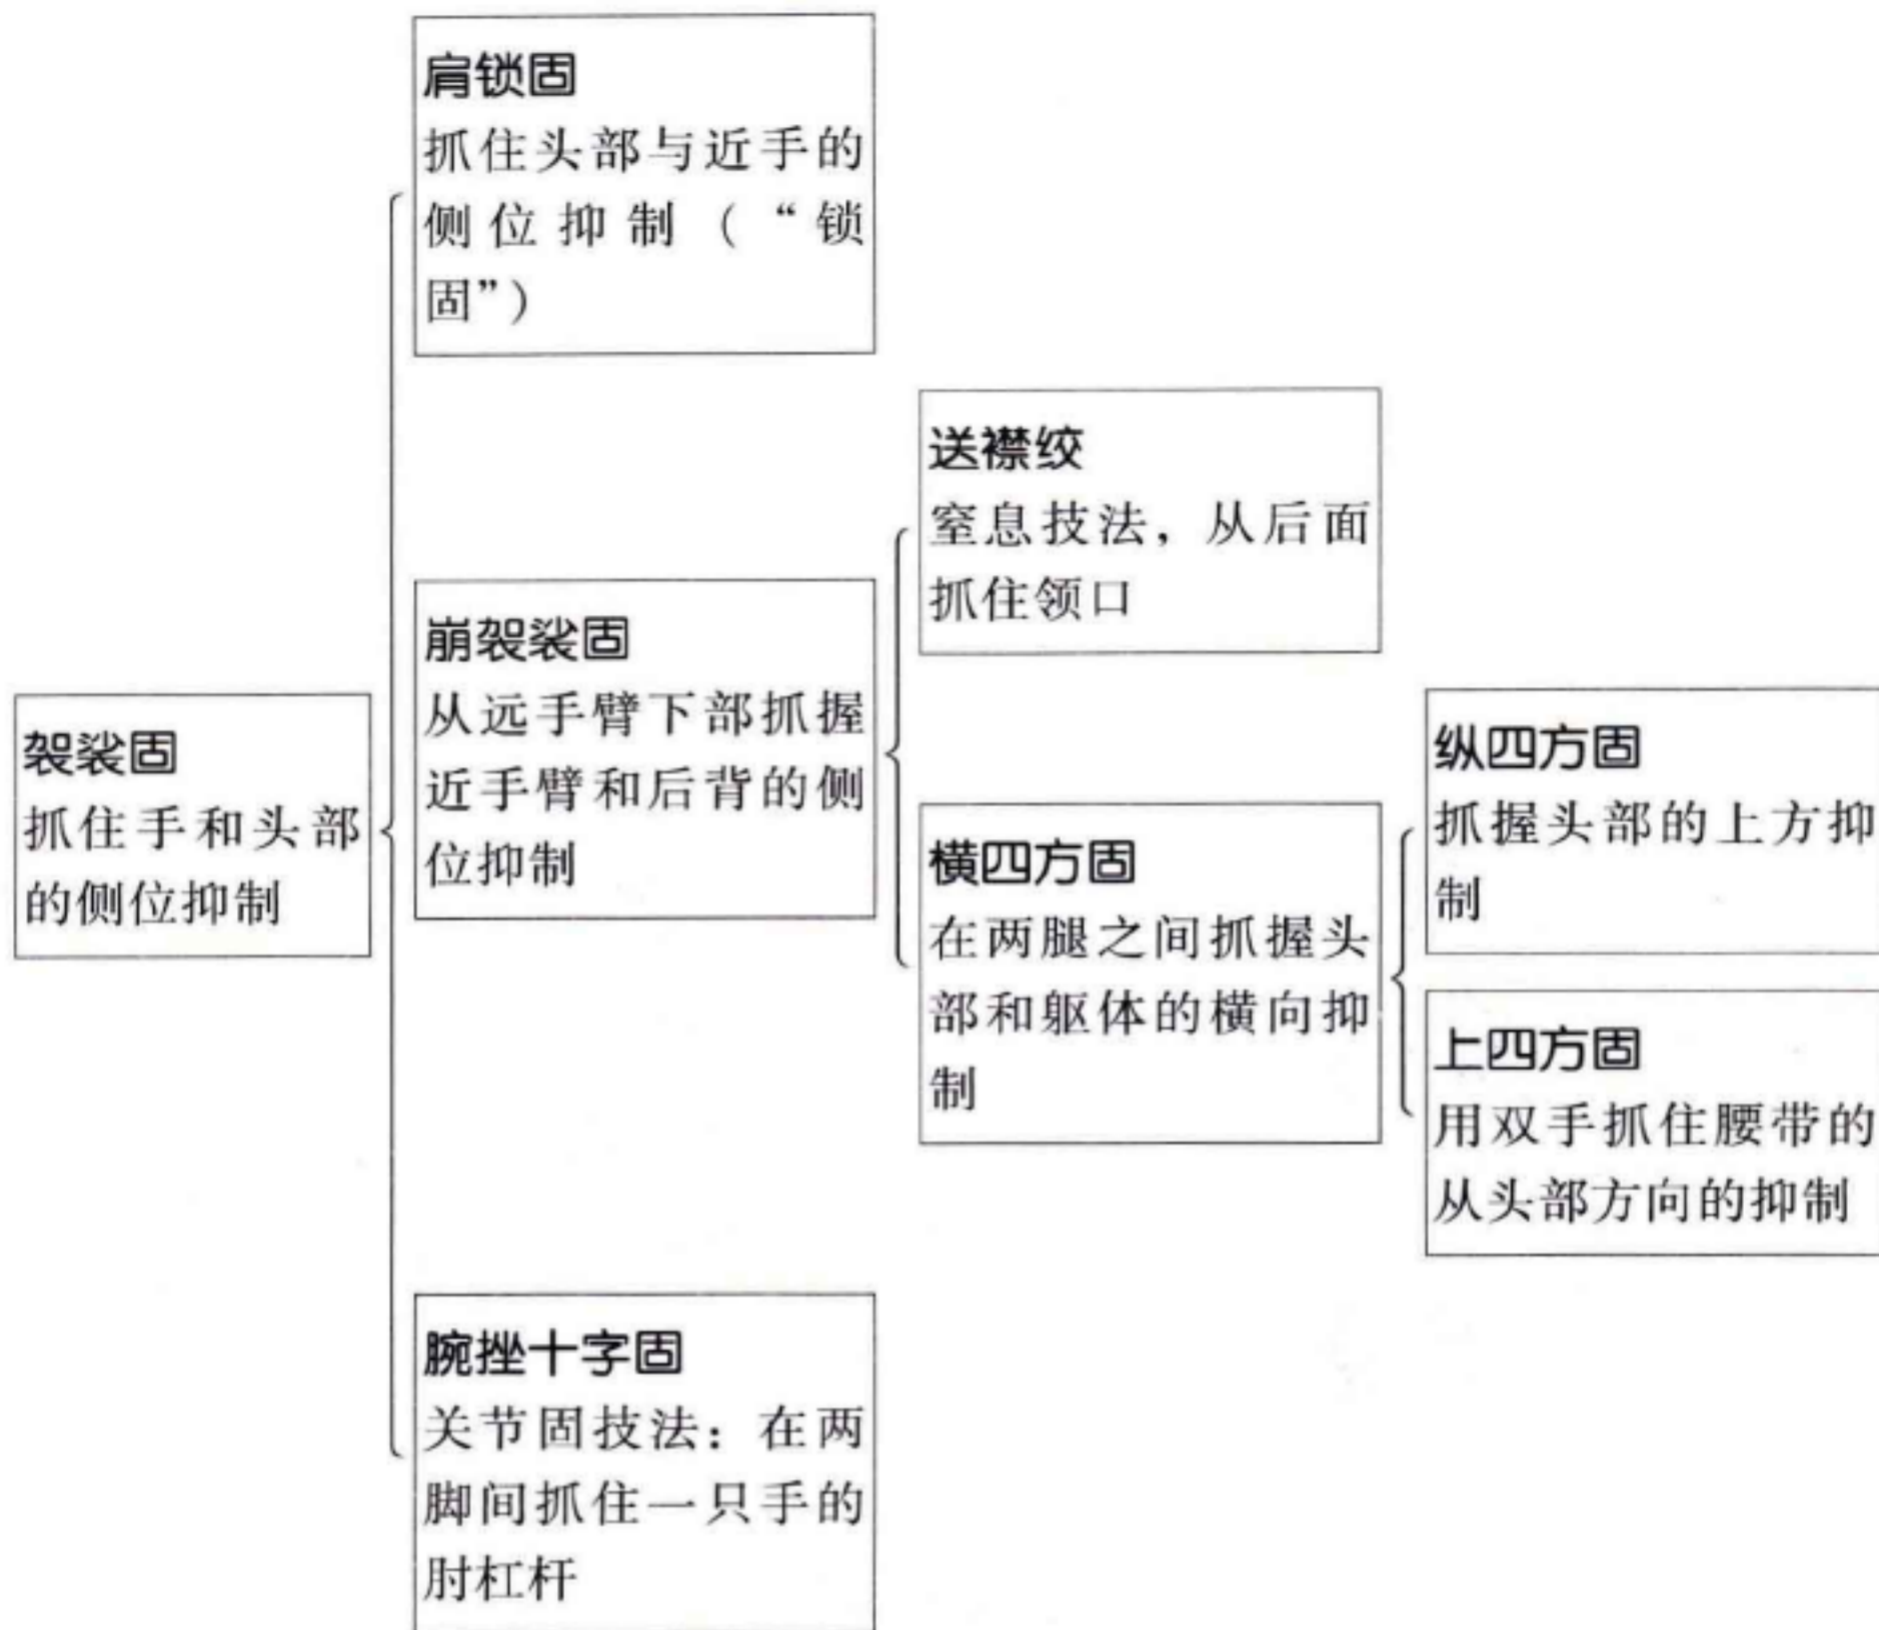 肩锁固
抓住头部与近手的
侧位抑制(“锁
固”)
送襟绞
窒息技法，从后面
抓住领口
崩袈裟固
从远手臂下部抓握
近手臂和后背的侧
位抑制
袈裟固
抓住手和头部
的侧位抑制
纵四方固
抓握头部的上方抑
制
横四方固
在两腿之间抓握头
部和躯体的横向抑
制
上四方固
用双手抓住腰带的
从头部方向的抑制
腕挫十字固
关节固技法：在两
脚间抓住一只手的
肘杠杆